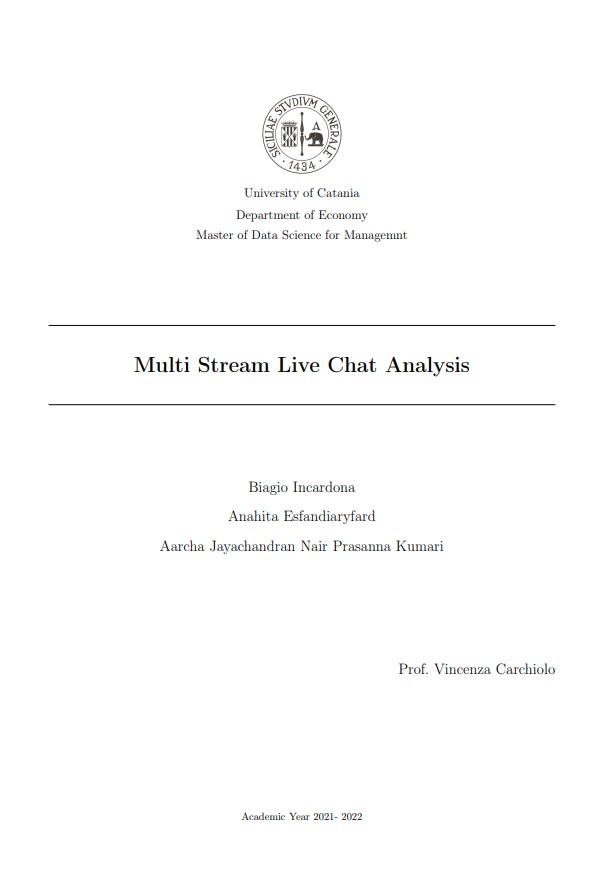 SICILIAE STVDIVM GENERALE
· 1434 ·
A
University of Catania
Department of Economy
Master of Data Science for Managemnt
Multi Stream Live Chat Analysis
Biagio Incardona
Anahita Esfandiaryfard
Aarcha Jayachandran Nair Prasanna Kumari
Prof. Vincenza Carchiolo
Academic Year 2021- 2022